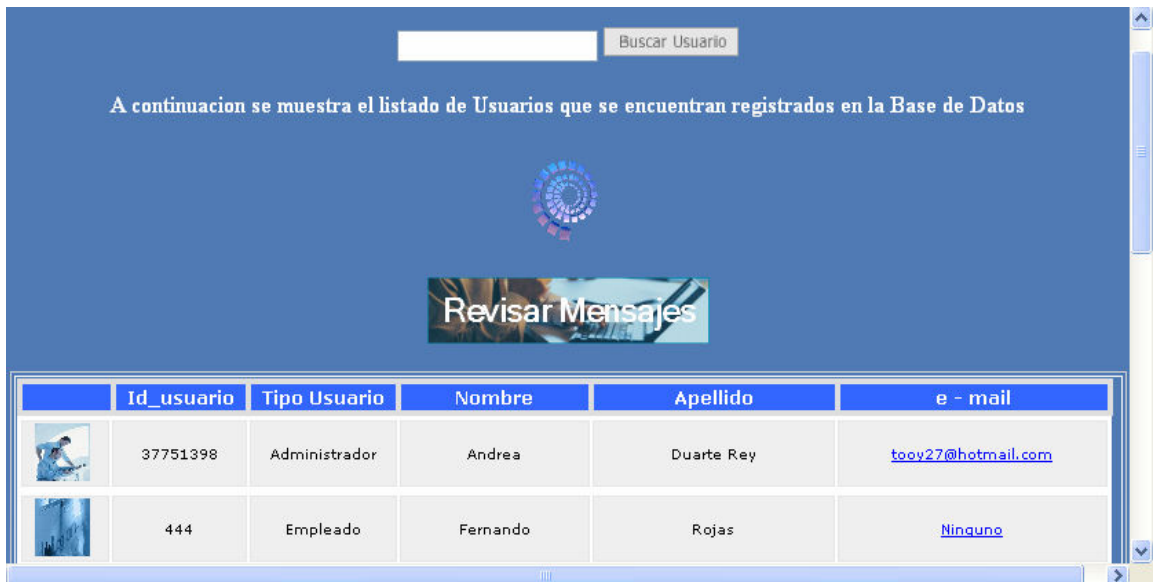 Buscar Usuario
A continuacion se muestra el listado de Usuarios que se encuentran registrados en la Base de Datos
Revisar Mensajes
Id_usuario Tipo Usuario Nombre Apellido e - mail
37751398 Administrador Andrea Duarte Rey tooy27@hotmail.com
444 Empleado Fernando Rojas Ninguno